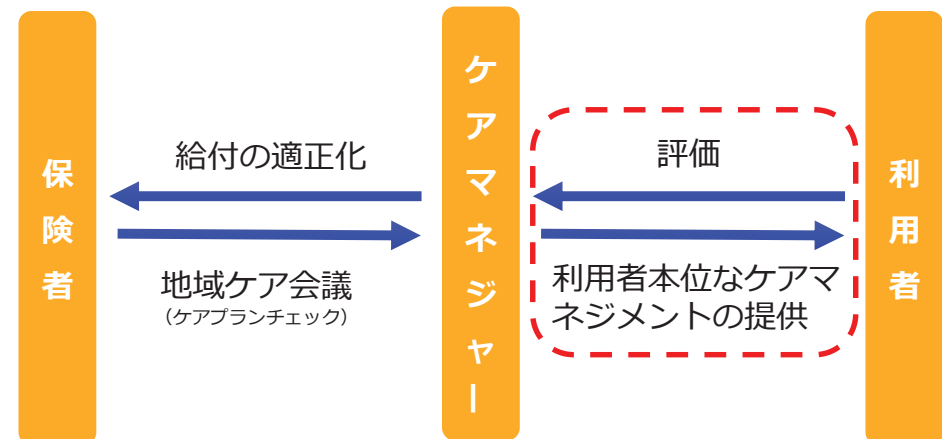 保険者
給付の適正化
地域ケア会議
（ケアプランチェック）
ケアマネジャー
評価
利用者本位なケアマ
ネジメントの提供
利用者